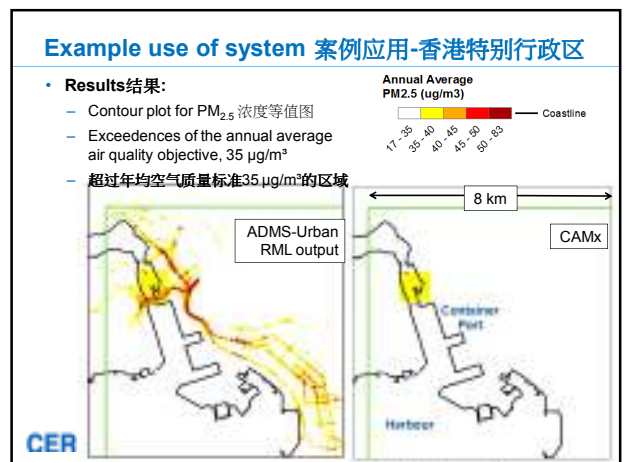 Example use of system 案例应用-香港特别行政区
• Results结果:
– Contour plot for PM2.5 浓度等值图
– Exceedences of the annual average
air quality objective, 35 µg/m³
– 超过年均空气质量标准35 µg/m³的区域
Annual Average
PM2.5 (ug/m3)
Coastline
17 - 35
35 - 40
40 - 45
45 - 50
50 - 83
8 km
ADMS-Urban
RML output
CAMx
Container
Port
Harbour
CER